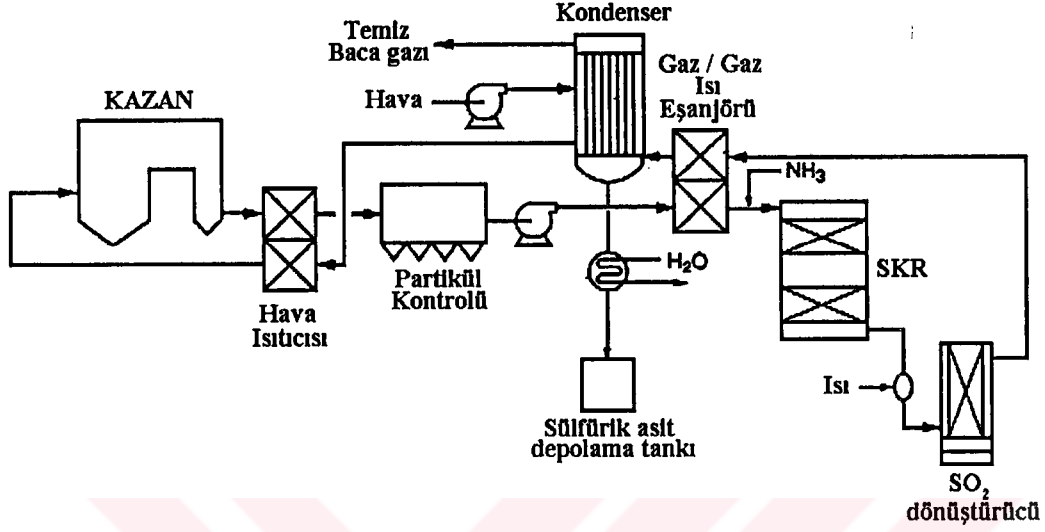 Kondenser
Temiz
Baca gazı
Gaz / Gaz
Isı
Eşanjörü
Hava
KAZAN
NH3
H2O
SKR
Partikül
Kontrolü
Hava
Isıtıcısı
Isı
Sülfürik asit
depolama tankı
SO2
dönüştürücü